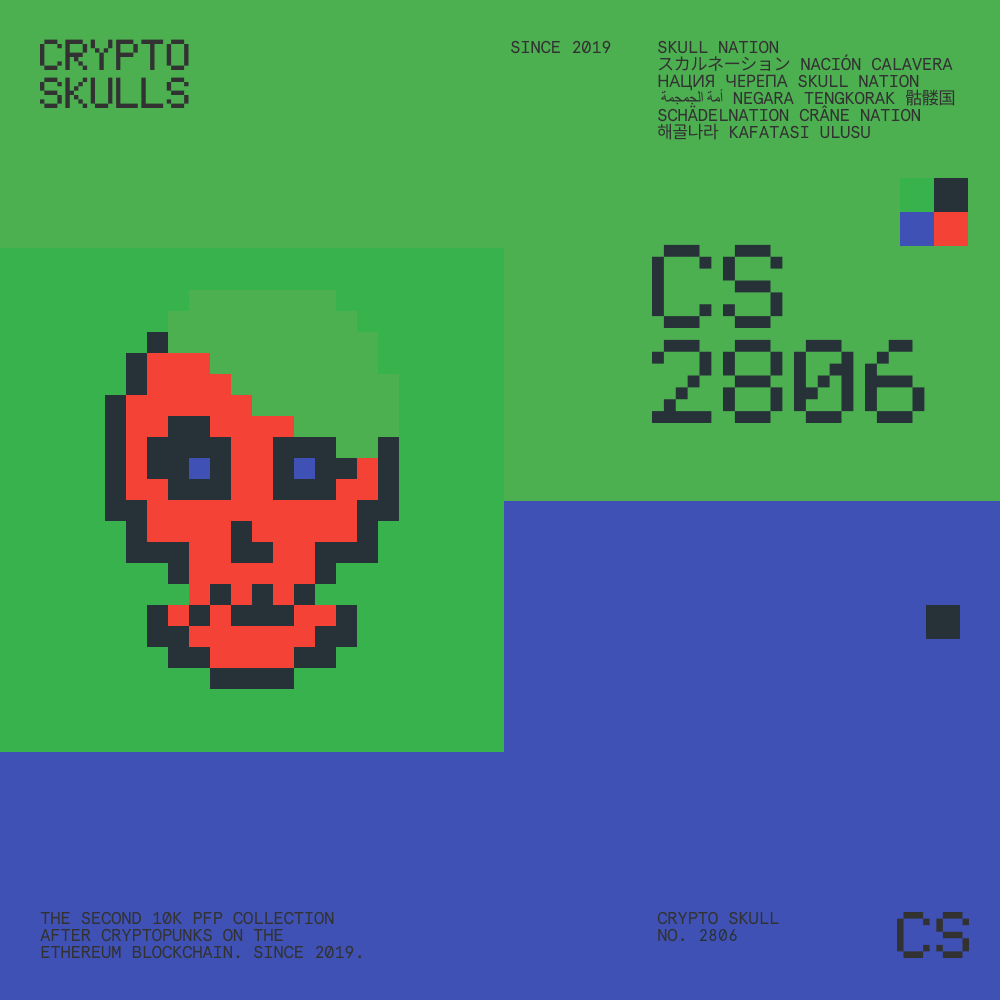 CRYPTO
SKULLS
SINCE 2019
SKULL NATION
スカルネーション NACIÓN CALAVERA
НАЦИЯ ЧЕРЕПА SKULL NATION
أمة الجمجمة NEGARA TENGKORAK 骷髅国
SCHÄDELNATION CRÂNE NATION
해골나라 KAFATASI ULUSU
CS
2806
THE SECOND 10K PFP COLLECTION
AFTER CRYPTOPUNKS ON THE
ETHEREUM BLOCKCHAIN. SINCE 2019.
CRYPTO SKULL
NO. 2806
CS